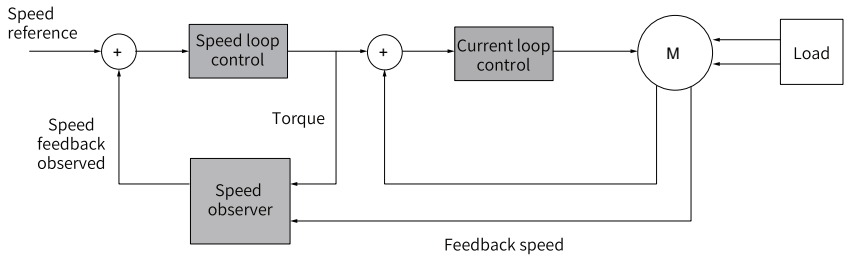 Speed
reference
+
Speed loop
control
+
Current loop
control
M
Load
Torque
Speed
feedback
observed
Speed
observer
Feedback speed